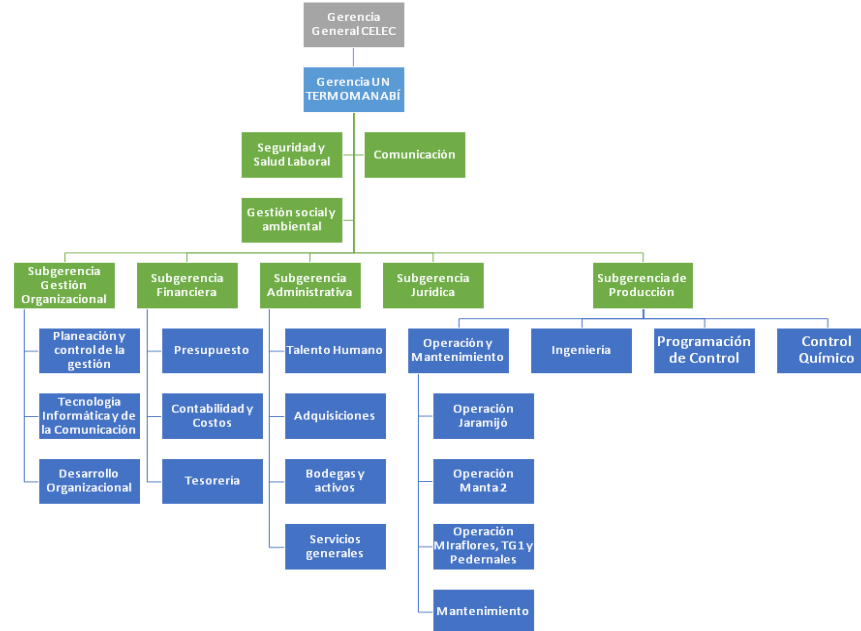 Gerencia
General CELEC
Gerencia UN
TERMOMANABÍ
Seguridad y
Salud Laboral
Comunicación
Gestión social y
ambiental
Subgerencia
Gestión
Organizacional
Subgerencia
Financiera
Subgerencia
Administrativa
Subgerencia
Jurídica
Subgerencia de
Producción
Planeación y
control de la
gestión
Presupuesto
Talento Humano
Operación y
Mantenimiento
Ingeniería
Programación
de Control
Control
Químico
Tecnología
Informática y de
la Comunicación
Contabilidad y
Costos
Adquisiciones
Operación
Jaramijó
Desarrollo
Organizacional
Tesorería
Bodegas y
activos
Operación
Manta 2
Servicios
generales
Operación
MIraflores, TG1 y
Pedernales
Mantenimiento